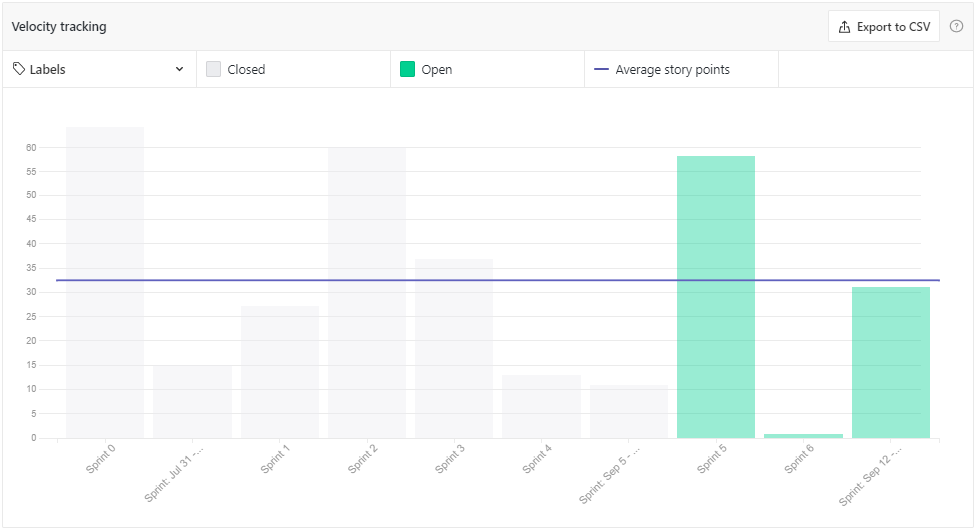 Velocity tracking
Export to CSV
?
Labels
Closed
Open
Average story points
60
55
50
45
40
35
30
25
20
15
10
5
0
Sprint 0
Sprint: Jul 31 -...
Sprint 1
Sprint 2
Sprint 3
Sprint 4
Sprint: Sep 5 - ...
Sprint 5
Sprint 6
Sprint: Sep 12 -...